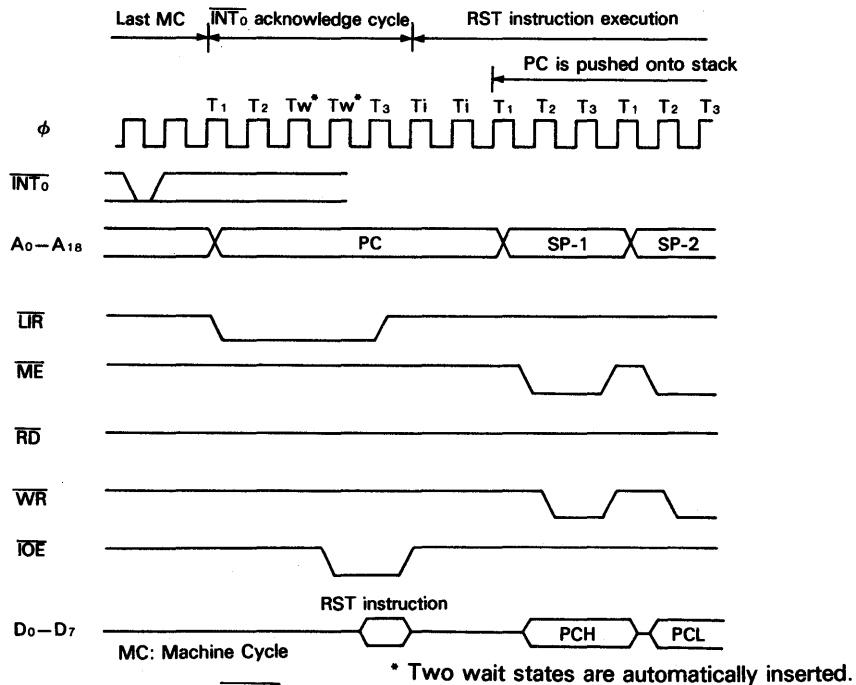 Last MC INT₀ acknowledge cycle RST instruction execution
PC is pushed onto stack
T₁ T₂ Tw* Tw* T₃ Ti Ti T₁ T₂ T₃ T₁ T₂ T₃
φ
INT₀
A₀—A₁₈ PC SP-1 SP-2
LIR
ME
RD
WR
IOE
RST instruction
D₀—D₇ PCH PCL
MC: Machine Cycle
* Two wait states are automatically inserted.